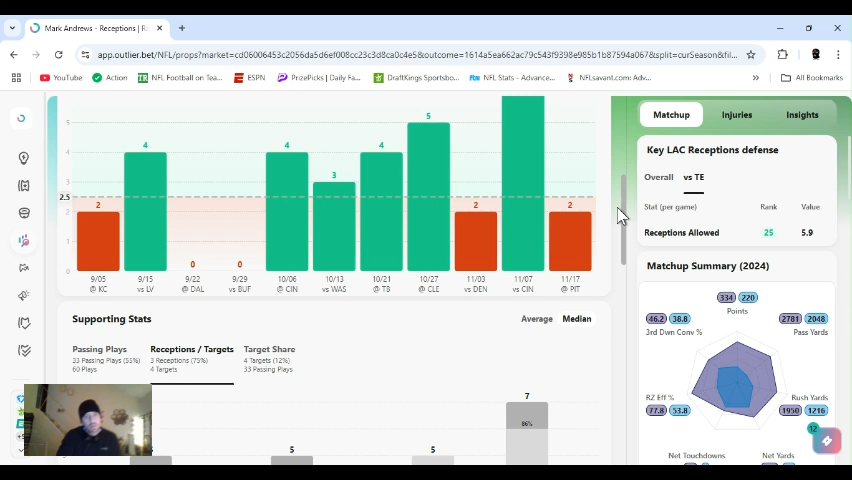 Mark Andrews - Receptions | R
app.outlier.bet/NFL/props?market=cd06006453c2056da5d6ef008cc23c3d8ca0c4e5&outcome=1614a5ea662ac79c543f9398e985b1b87594a067&split=curSeason&fil...
YouTube Action NFL Football on Tea... ESPN PrizePicks | Daily Fa... DraftKings Sportsbo... NFL Stats - Advance... NFLsavant.com: Adv... » All Bookmarks
Matchup Injuries Insights
Key LAC Receptions defense
Overall vs TE
Stat (per game) Rank Value
Receptions Allowed 25 5.9
Matchup Summary (2024)
334 220
Points
46.2 38.8
3rd Dwn Conv %
2781 2048
Pass Yards
RZ Eff %
77.8 53.8
Rush Yards
1950 1216
Net Touchdowns Net Yards
12
5
4
3
2.5
2
1
0
2 4 0 0 4 3 4 5 2 2
9/05 9/15 9/22 9/29 10/06 10/13 10/21 10/27 11/03 11/07 11/17
@ KC vs LV @ DAL vs BUF @ CIN vs WAS @ TB @ CLE vs DEN vs CIN @ PIT
Supporting Stats
Average Median
Passing Plays Receptions / Targets Target Share
33 Passing Plays (55%) 3 Receptions (75%) 4 Targets (12%)
60 Plays 4 Targets 33 Passing Plays
7
86%
5 5